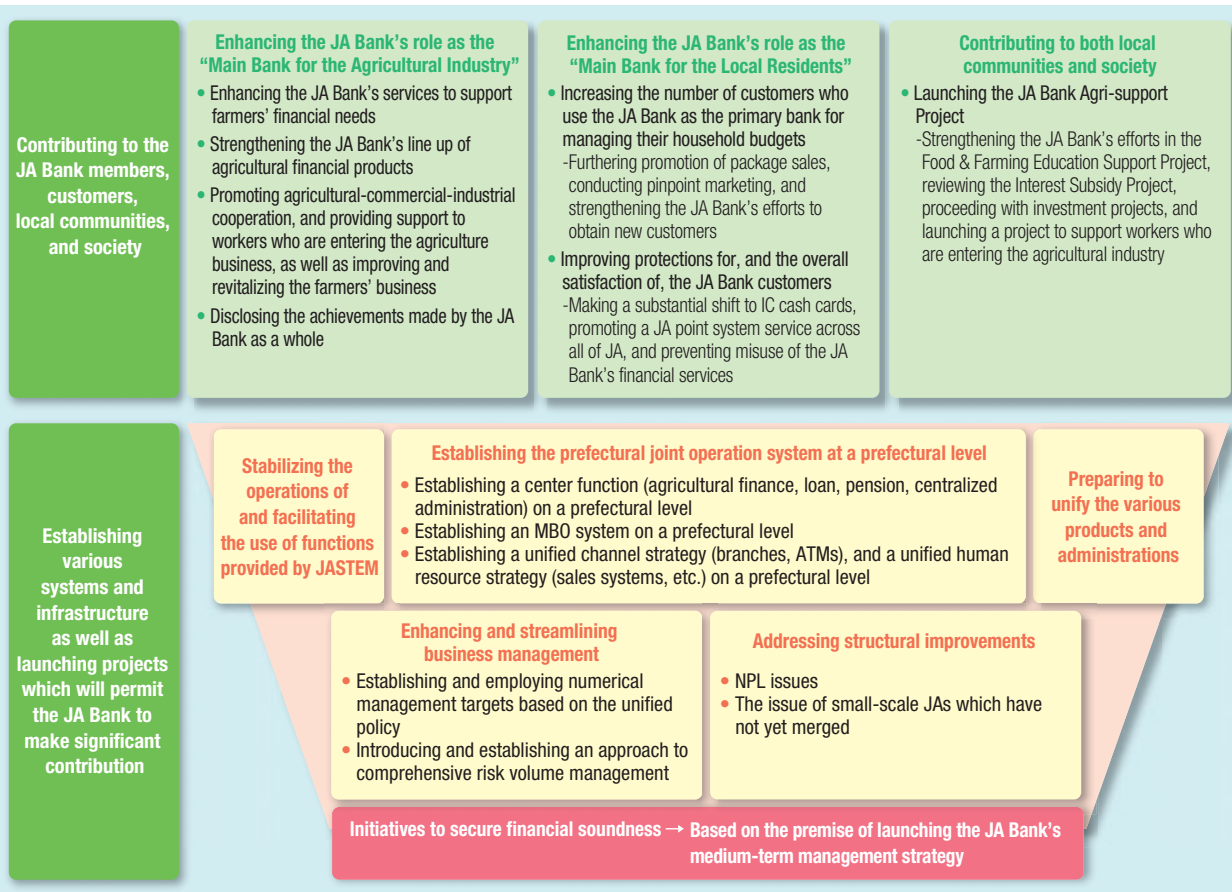 Contributing to the
JA Bank members,
customers,
local communities,
and society
Enhancing the JA Bank's role as the
"Main Bank for the Agricultural Industry"
• Enhancing the JA Bank's services to support
farmers' financial needs
• Strengthening the JA Bank's line up of
agricultural financial products
• Promoting agricultural-commercial-industrial
cooperation, and providing support to
workers who are entering the agriculture
business, as well as improving and
revitalizing the farmers' business
• Disclosing the achievements made by the JA
Bank as a whole
Enhancing the JA Bank's role as the
"Main Bank for the Local Residents"
• Increasing the number of customers who
use the JA Bank as the primary bank for
managing their household budgets
-Furthering promotion of package sales,
conducting pinpoint marketing, and
strengthening the JA Bank's efforts to
obtain new customers
• Improving protections for, and the overall
satisfaction of, the JA Bank customers
-Making a substantial shift to IC cash cards,
promoting a JA point system service across
all of JA, and preventing misuse of the JA
Bank's financial services
Contributing to both local
communities and society
• Launching the JA Bank Agri-support
Project
-Strengthening the JA Bank's efforts in the
Food & Farming Education Support Project,
reviewing the Interest Subsidy Project,
proceeding with investment projects, and
launching a project to support workers who
are entering the agricultural industry
Establishing
various
systems and
infrastructure
as well as
launching projects
which will permit
the JA Bank to
make significant
contribution
Stabilizing the
operations of
and facilitating
the use of functions
provided by JASTEM
Establishing the prefectural joint operation system at a prefectural level
• Establishing a center function (agricultural finance, loan, pension, centralized
administration) on a prefectural level
• Establishing an MBO system on a prefectural level
• Establishing a unified channel strategy (branches, ATMs), and a unified human
resource strategy (sales systems, etc.) on a prefectural level
Preparing to
unify the various
products and
administrations
Enhancing and streamlining
business management
• Establishing and employing numerical
management targets based on the unified
policy
• Introducing and establishing an approach to
comprehensive risk volume management
Addressing structural improvements
• NPL issues
• The issue of small-scale JAs which have
not yet merged
Initiatives to secure financial soundness → Based on the premise of launching the JA Bank's
medium-term management strategy